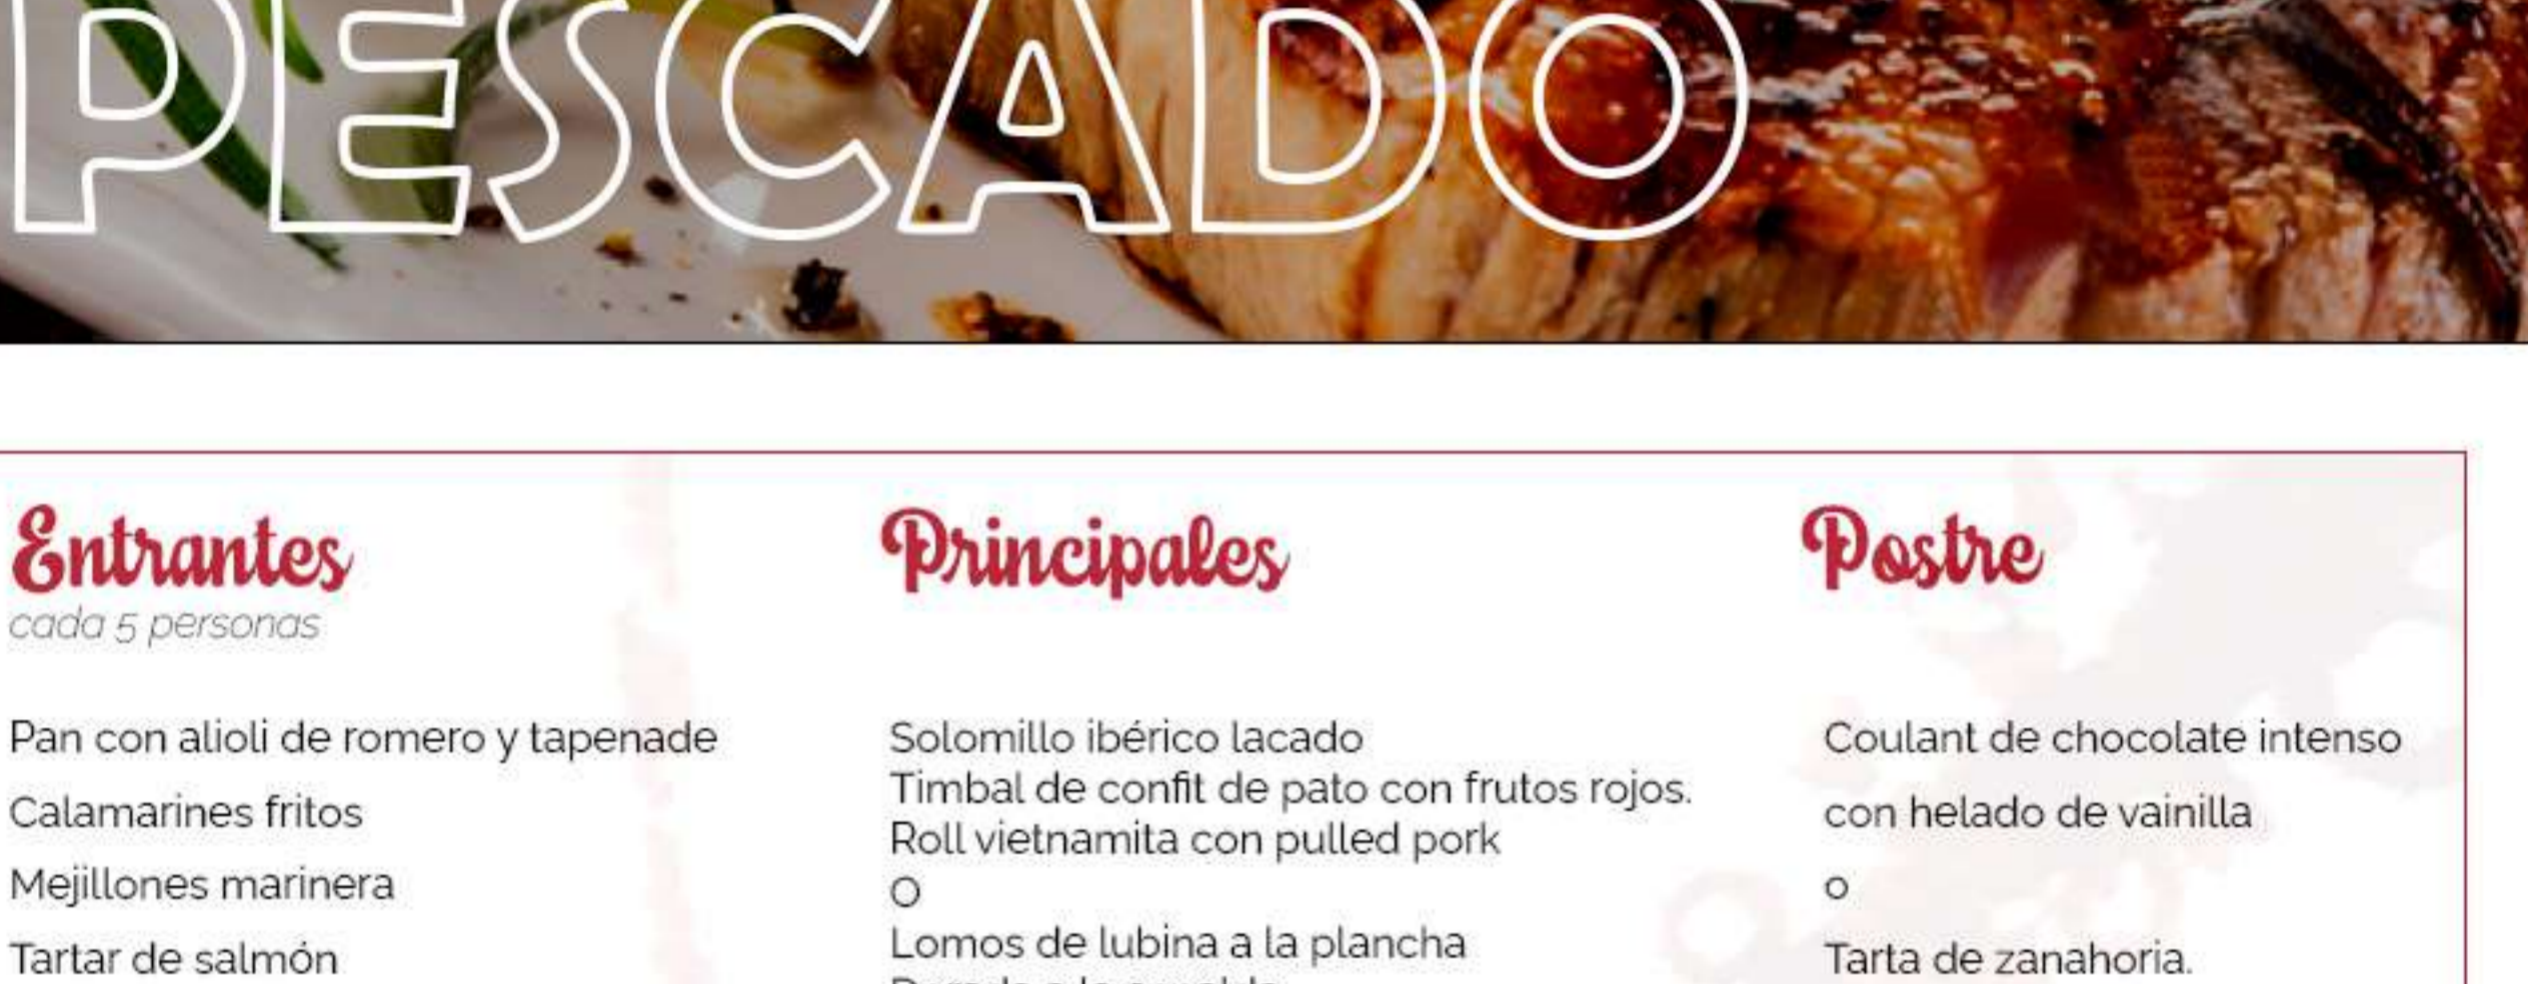 PESCADO
Entrantes
cada 5 personas
Pan con alioli de romero y tapenade
Calamarines fritos
Mejillones marinera
Tartar de salmón
Principales
Solomillo ibérico lacado
Timbal de confit de pato con frutos rojos.
Roll vietnamita con pulled pork
O
Lomos de lubina a la plancha
Postre
Coulant de chocolate intenso
con helado de vainilla
o
Tarta de zanahoria.